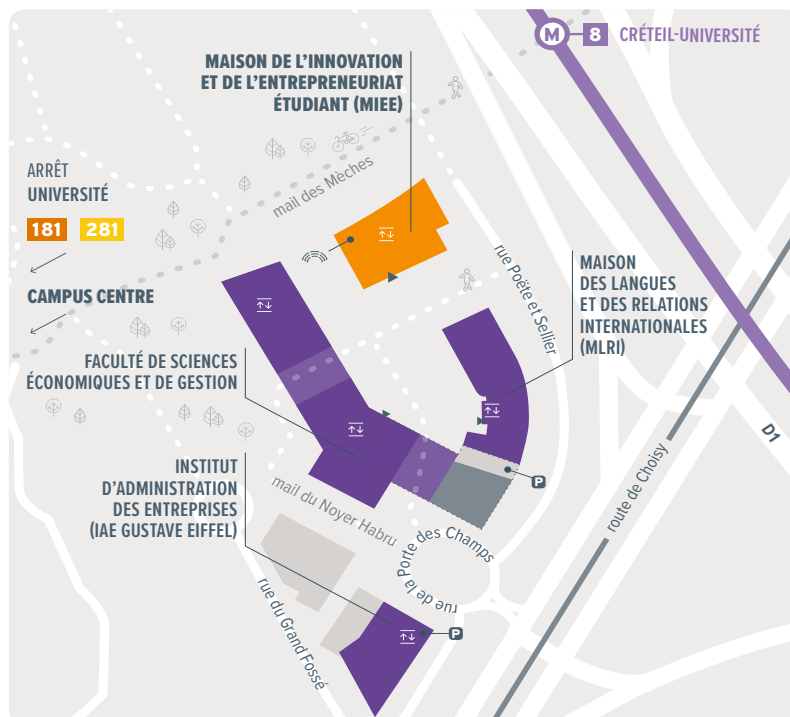 M 8 CRÉTEIL-UNIVERSITÉ
MAISON DE L'INNOVATION
ET DE L'ENTREPRENEURIAT
ÉTUDIANT (MIEE)
mail des Mèches
ARRÊT
UNIVERSITÉ
181 281
CAMPUS CENTRE
rue Poëte et Sellier
MAISON
DES LANGUES
ET DES RELATIONS
INTERNATIONALES
(MLRI)
FACULTÉ DE SCIENCES
ÉCONOMIQUES ET DE GESTION
D1
route de Choisy
INSTITUT
D'ADMINISTRATION
DES ENTREPRISES
(IAE GUSTAVE EIFFEL)
P
mail du Noyer Habru
rue de la Porte des Champs
rue du Grand Fossé
P